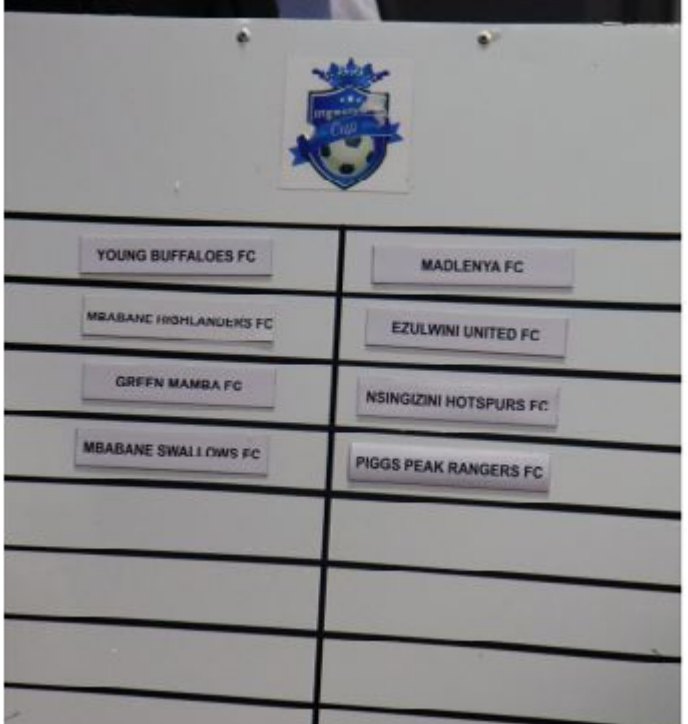 Cup
YOUNG BUFFALOES FC
MADLENYA FC
MBABANE HIGHLANDERS FC
EZULWINI UNITED FC
GREEN MAMBA FC
NSINGIZINI HOTSPURS FC
MBABANE SWALLOWS FC
PIGGS PEAK RANGERS FC